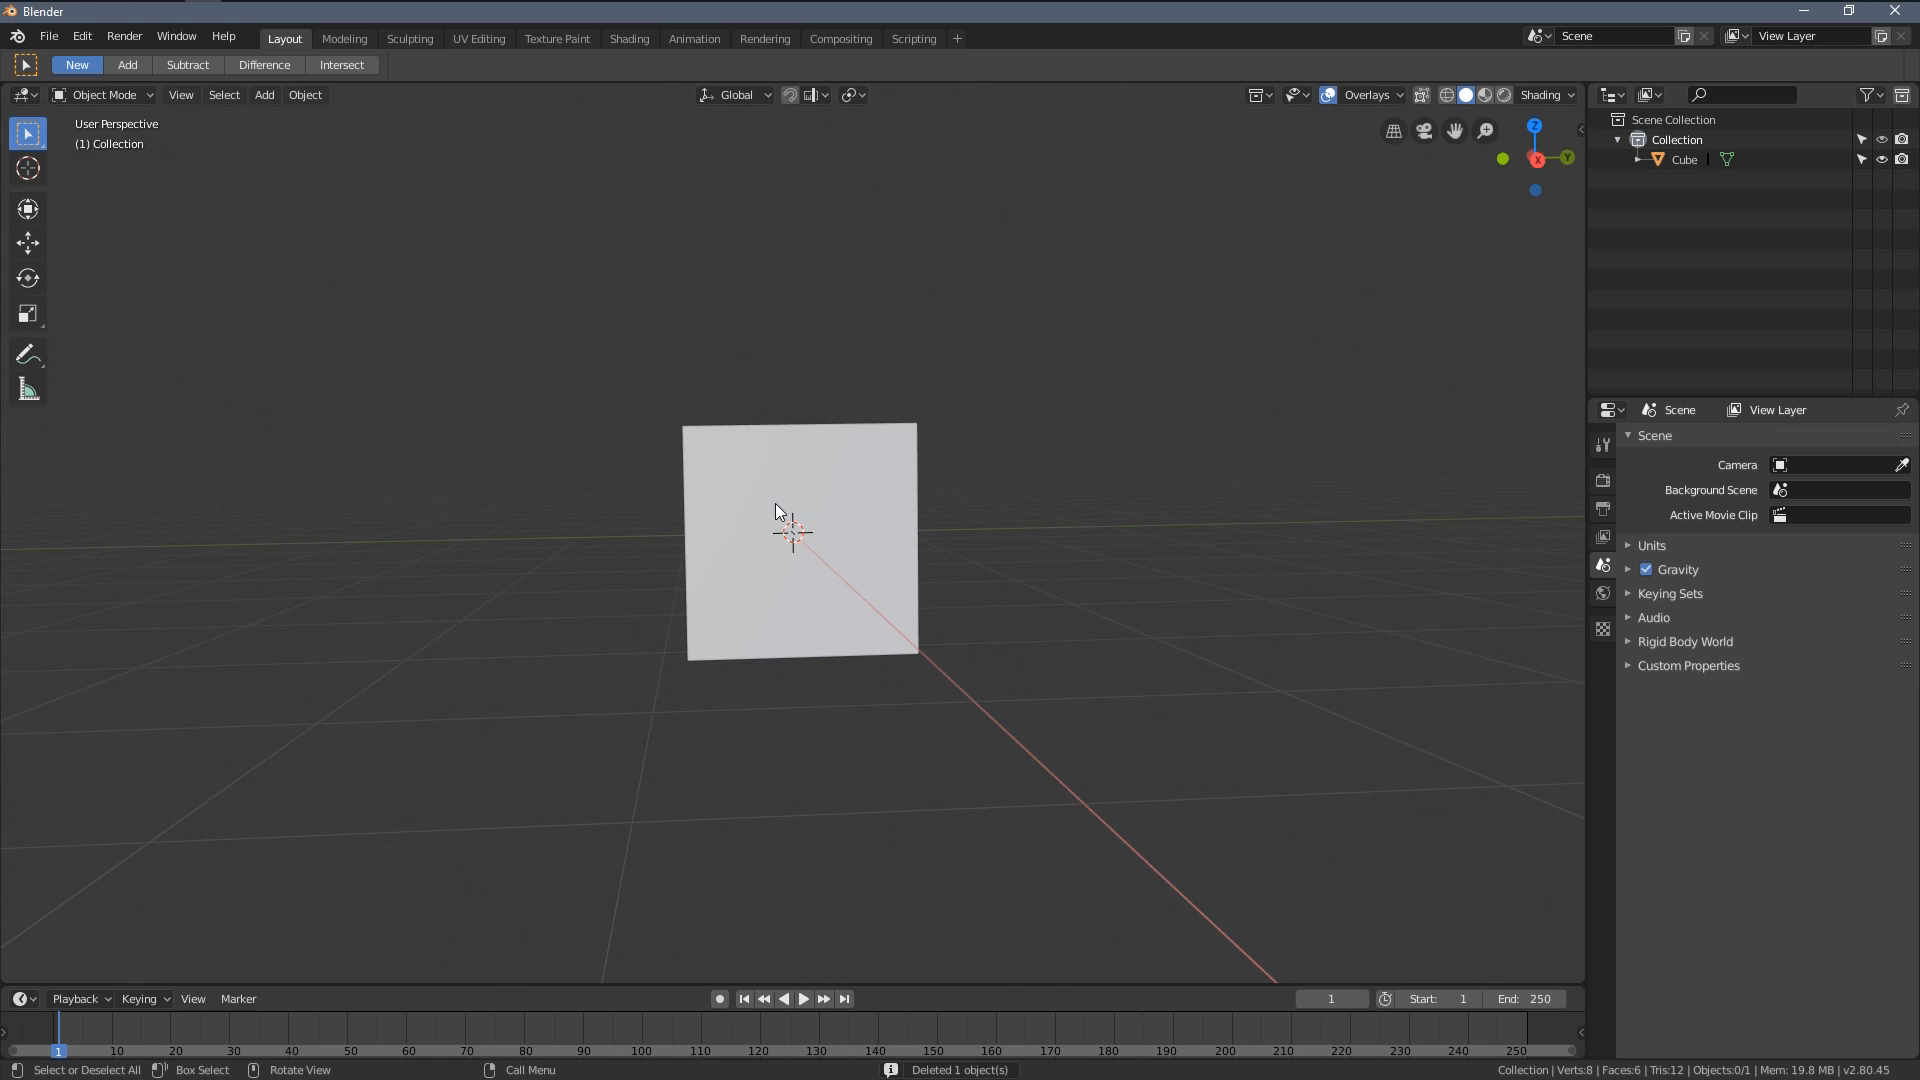 Blender
File Edit Render Window Help Layout Modeling Sculpting UV Editing Texture Paint Shading Animation Rendering Compositing Scripting + Scene View Layer
New Add Subtract Difference Intersect
Object Mode View Select Add Object Global Overlays Shading
User Perspective
(1) Collection
Z
X
Y
Scene Collection
Collection
Cube
Scene View Layer
Scene
Camera
Background Scene
Active Movie Clip
Units
Gravity
Keying Sets
Audio
Rigid Body World
Custom Properties
Playback Keying View Marker 1 Start: 1 End: 250
1 10 20 30 40 50 60 70 80 90 100 110 120 130 140 150 160 170 180 190 200 210 220 230 240 250
Select or Deselect All Box Select Rotate View Call Menu Deleted 1 object(s) Collection | Verts:8 | Faces:6 | Tris:12 | Objects:0/1 | Mem: 19.8 MB | v2.80.45